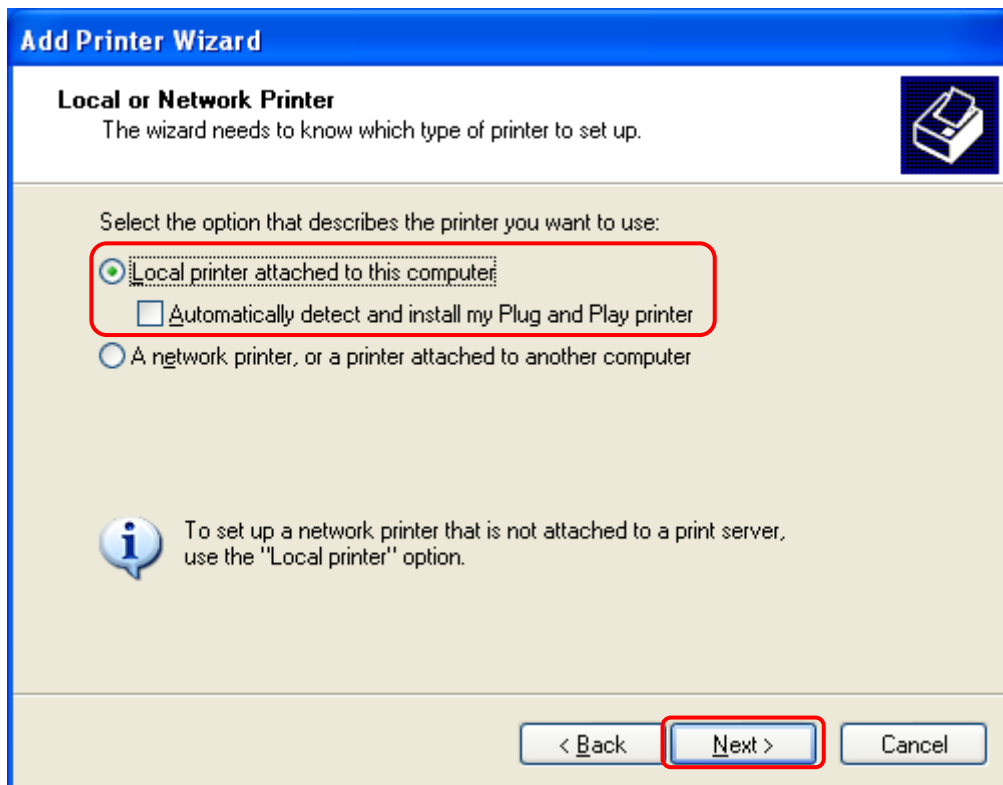 Add Printer Wizard
Local or Network Printer
The wizard needs to know which type of printer to set up.
Select the option that describes the printer you want to use:
Local printer attached to this computer
Automatically detect and install my Plug and Play printer
A network printer, or a printer attached to another computer
To set up a network printer that is not attached to a print server,
use the "Local printer" option.
< Back Next > Cancel